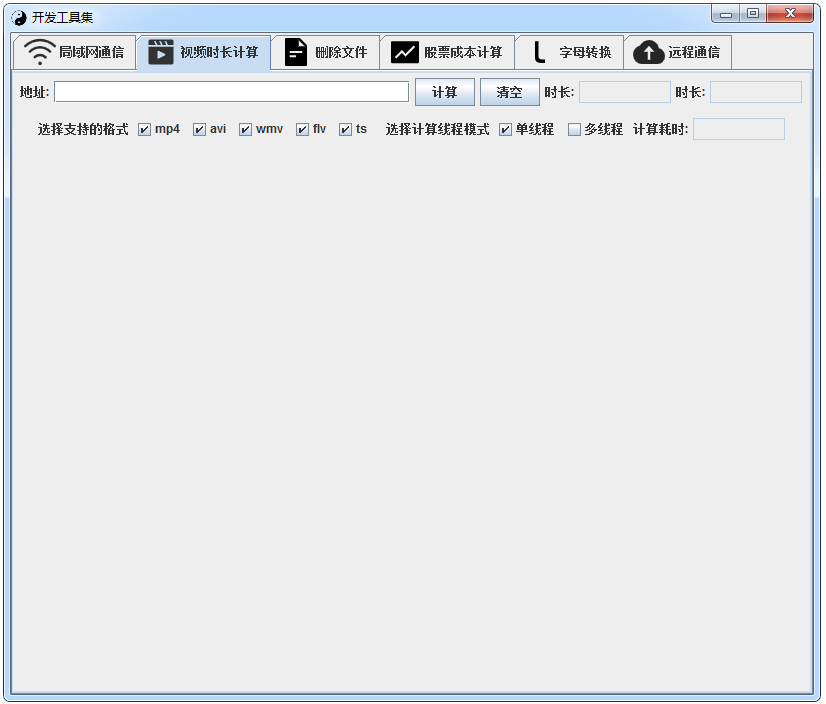 开发工具集
局域网通信 视频时长计算 删除文件 股票成本计算 字母转换 远程通信
地址: 计算 清空 时长: 时长:
选择支持的格式 mp4 avi wmv flv ts 选择计算线程模式 单线程 多线程 计算耗时: